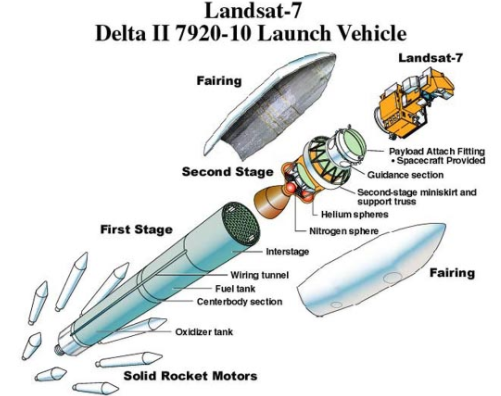 Landsat-7
Delta II 7920-10 Launch Vehicle
Landsat-7
Fairing
Payload Attach Fitting
• Spacecraft Provided
Guidance section
Second Stage
Second-stage miniskirt and
support truss
Helium spheres
Nitrogen sphere
First Stage
Interstage
Fairing
Wiring tunnel
Fuel tank
Centerbody section
Oxidizer tank
Solid Rocket Motors